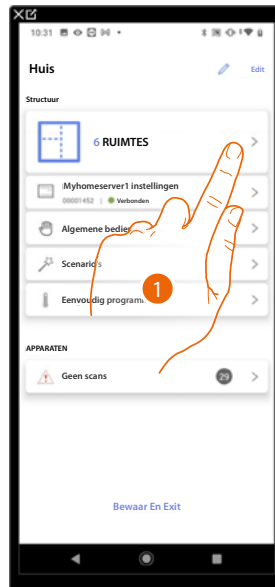 10:31
Huis
Edit
Structuur
6 RUIMTES
Myhomeserver1 instellingen
00001452 | Verbonden
Algemene bedien
Scenario's
1
Eenvoudig program
APPARATEN
Geen scans
29
Bewaar En Exit